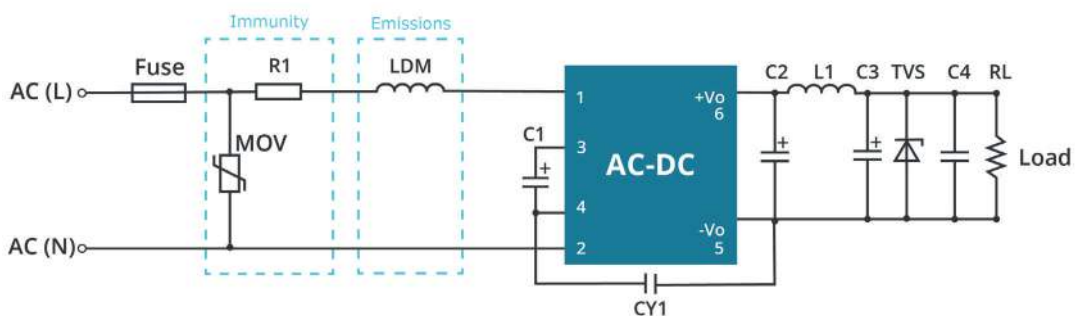 Immunity
Emissions
Fuse
R1
LDM
C2
L1
C3
TVS
C4
RL
AC (L)
1
+Vo
6
MOV
C1
3
AC-DC
Load
4
-Vo
5
AC (N)
2
CY1